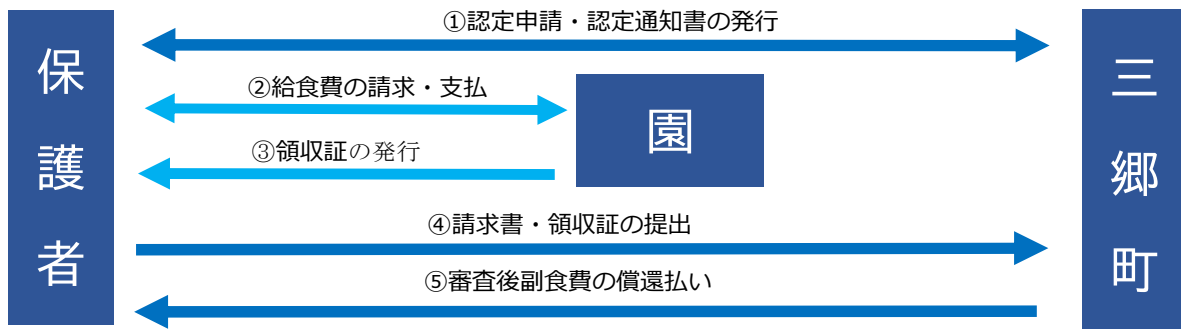 ①認定申請・認定通知書の発行
保護者
②給食費の請求・支払
園
三郷町
③領収証の発行
④請求書・領収証の提出
⑤審査後副食費の償還払い